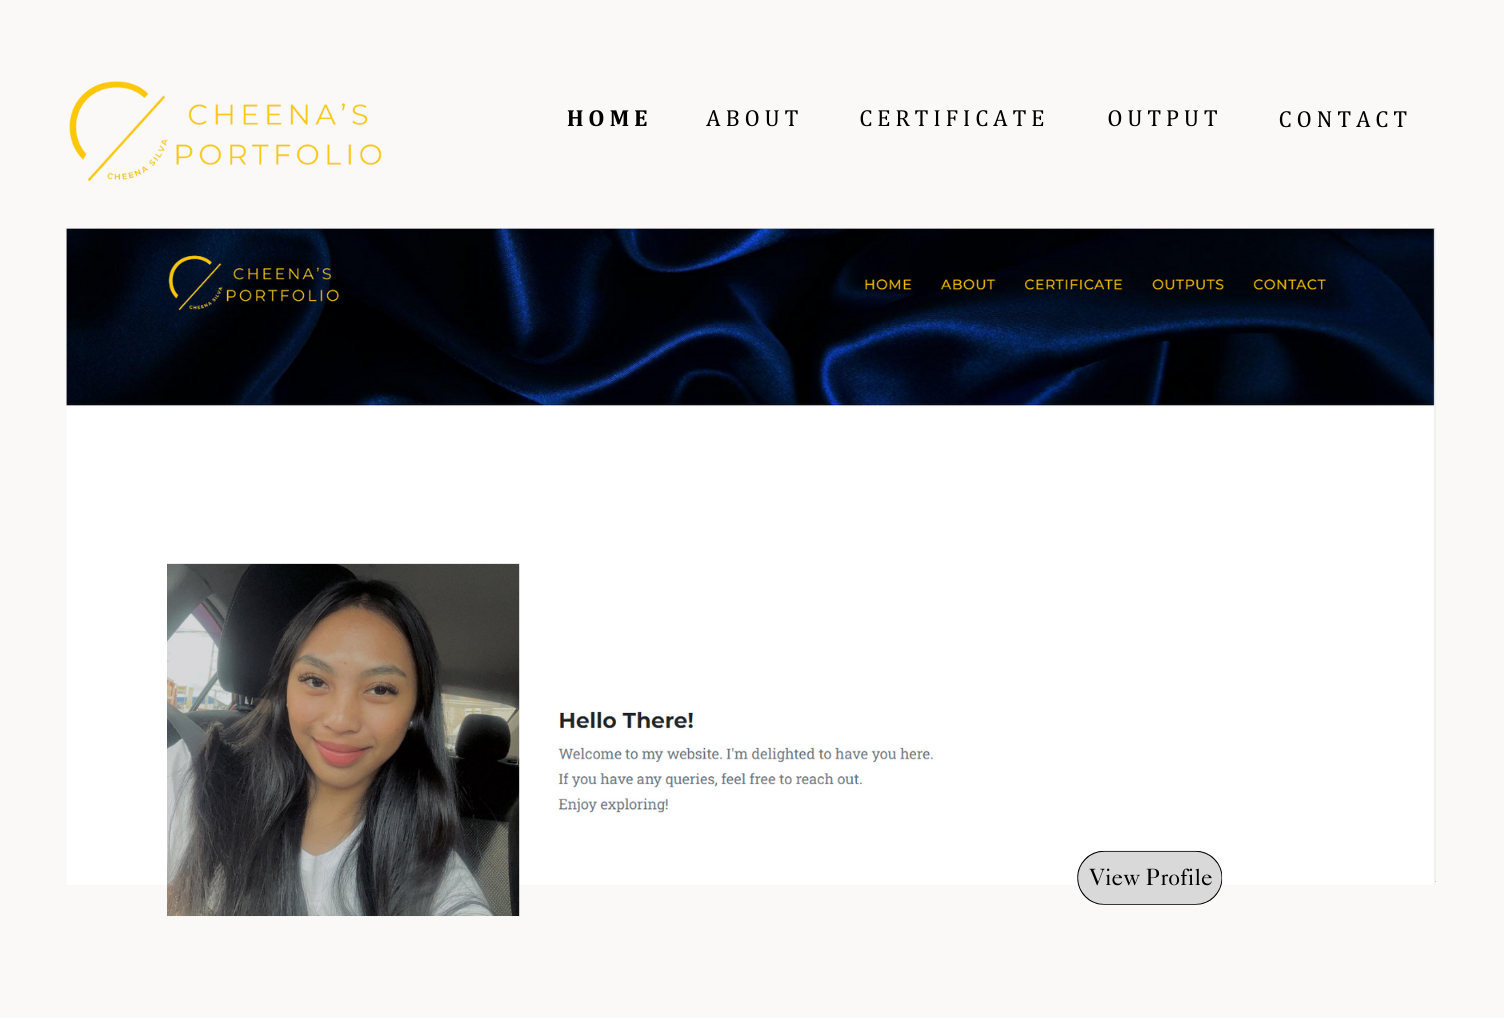 CHEENA'S
PORTFOLIO
CHEENA SILVA
HOME ABOUT CERTIFICATE OUTPUT CONTACT
CHEENA'S
PORTFOLIO
CHEENA SILVA
HOME ABOUT CERTIFICATE OUTPUTS CONTACT
Hello There!
Welcome to my website. I'm delighted to have you here.
If you have any queries, feel free to reach out.
Enjoy exploring!
View Profile